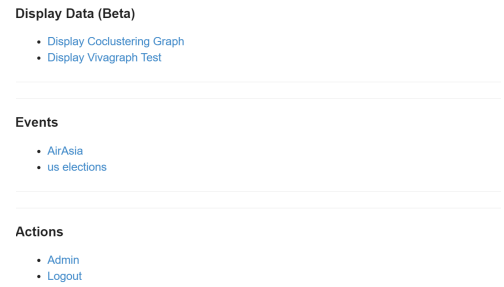 Display Data (Beta)
Display Coclustering Graph
Display Vivagraph Test
Events
AirAsia
us elections
Actions
Admin
Logout